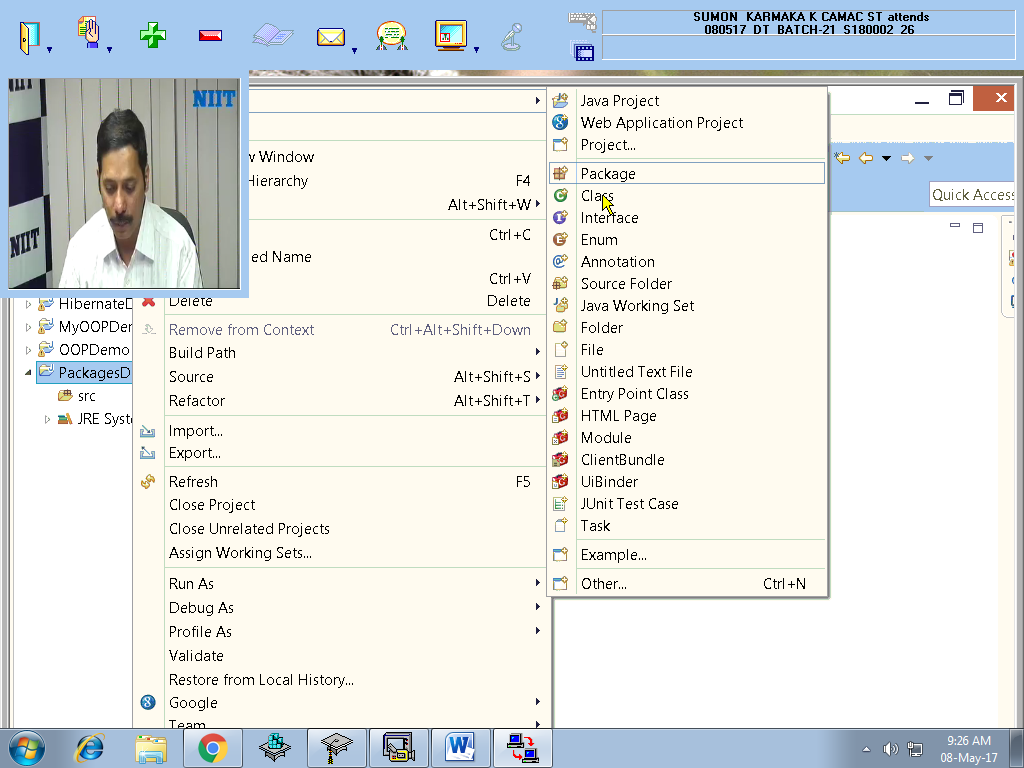 SUMON KARMAKA K CAMAC ST attends
080517 DT BATCH-21 S180002 26
NIIT
NIIT
w Window
Hierarchy F4
Alt+Shift+W
Ctrl+C
ed Name
Ctrl+V
Delete Delete
Remove from Context Ctrl+Alt+Shift+Down
Build Path
Source Alt+Shift+S
Refactor Alt+Shift+T
Import...
Export...
Refresh F5
Close Project
Close Unrelated Projects
Assign Working Sets...
Run As
Debug As
Profile As
Validate
Restore from Local History...
Google
Team
HibernateD
MyOOPDer
OOPDemo
PackagesD
src
JRE Syst
Java Project
Web Application Project
Project...
Package
Class
Interface
Enum
Annotation
Source Folder
Java Working Set
Folder
File
Untitled Text File
Entry Point Class
HTML Page
Module
ClientBundle
UiBinder
JUnit Test Case
Task
Example...
Other... Ctrl+N
Quick Access
9:26 AM
08-May-17